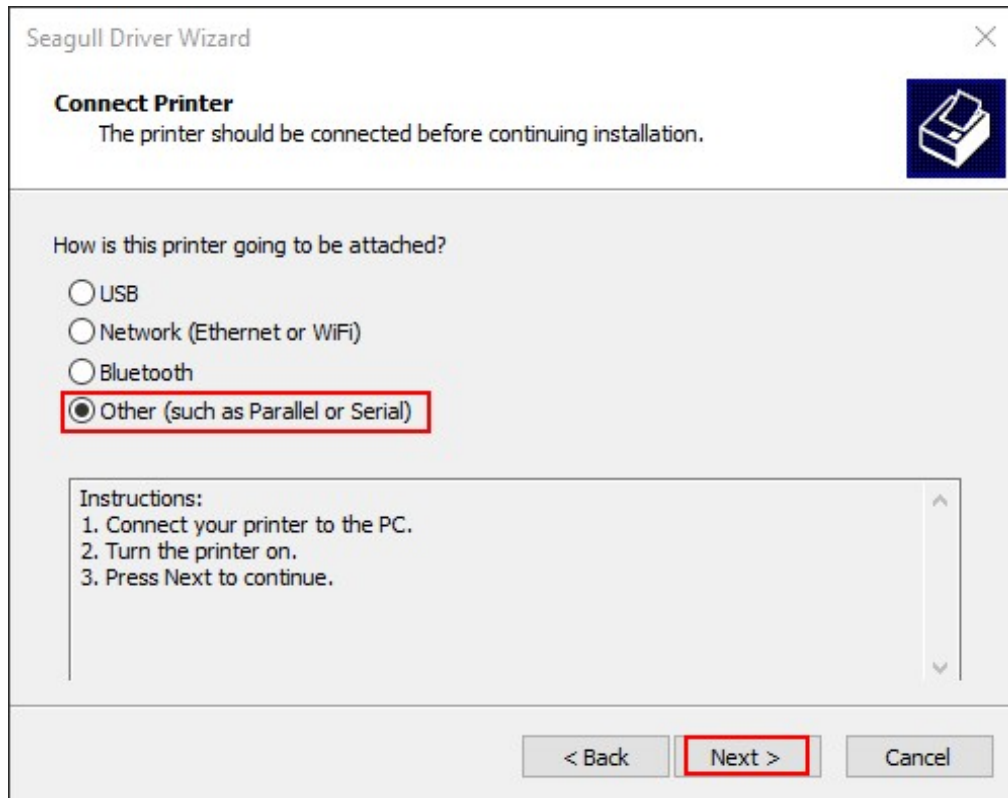 Seagull Driver Wizard
Connect Printer
The printer should be connected before continuing installation.
How is this printer going to be attached?
USB
Network (Ethernet or WiFi)
Bluetooth
Other (such as Parallel or Serial)
Instructions:
1. Connect your printer to the PC.
2. Turn the printer on.
3. Press Next to continue.
< Back Next > Cancel